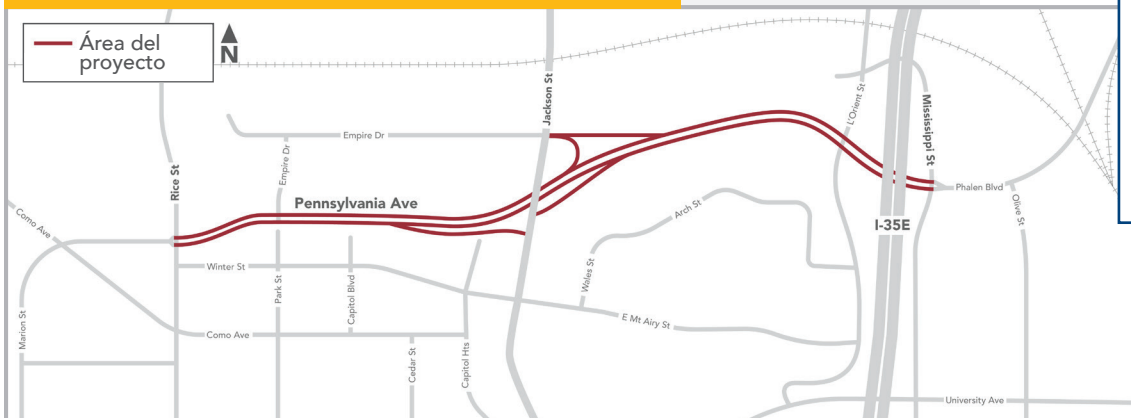 Área del
proyecto
N
Jackson St
L'Orient St
Mississippi St
Empire Dr
Empire Dr
Rice St
Pennsylvania Ave
Phalen Blvd
Olive St
Como Ave
Arch St
I-35E
Winter St
Wales St
Park St
Capitol Blvd
Marion St
Como Ave
E Mt Airy St
Cedar St
Capitol Hts
University Ave